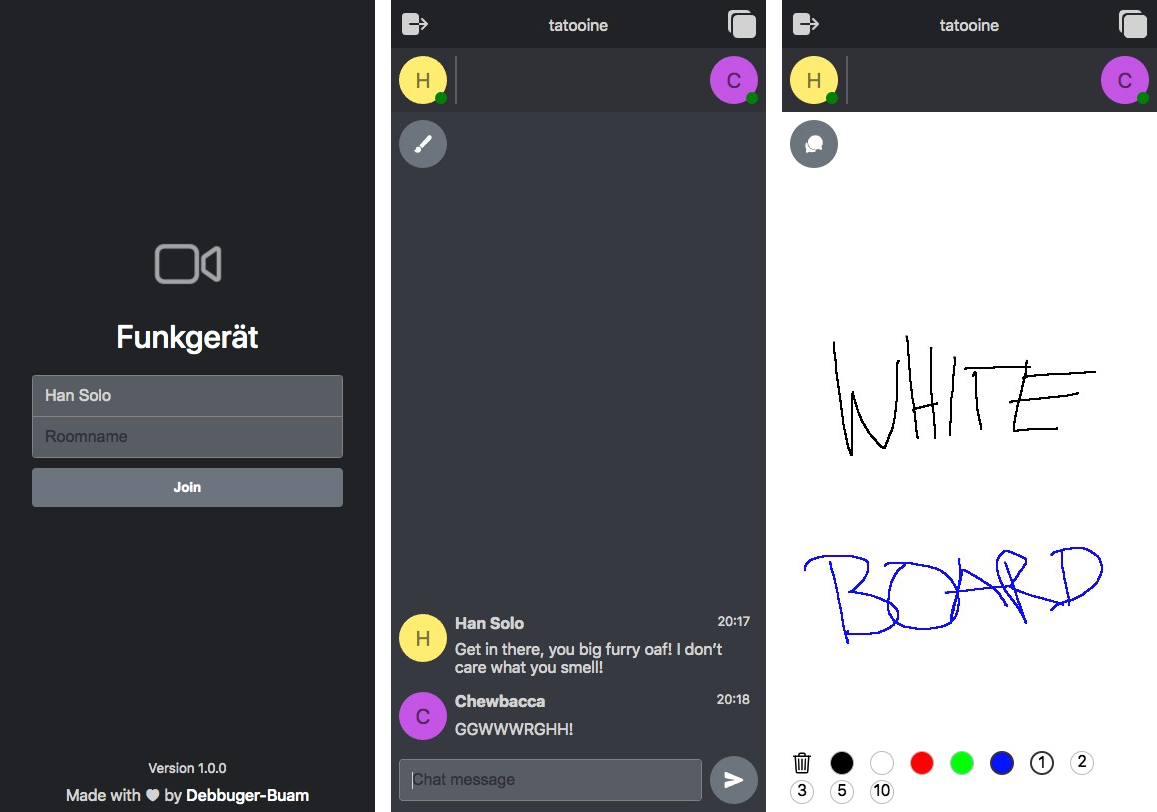 Funkgerät
Han Solo
Roomname
Join
Version 1.0.0
Made with by Debbuger-Buam
tatooine
H
C
Han Solo
20:17
H
Get in there, you big furry oaf! I don't
care what you smell!
Chewbacca
20:18
C
GGWWWRGHH!
Chat message
tatooine
H
C
WHITE
BOARD
1
2
3
5
10